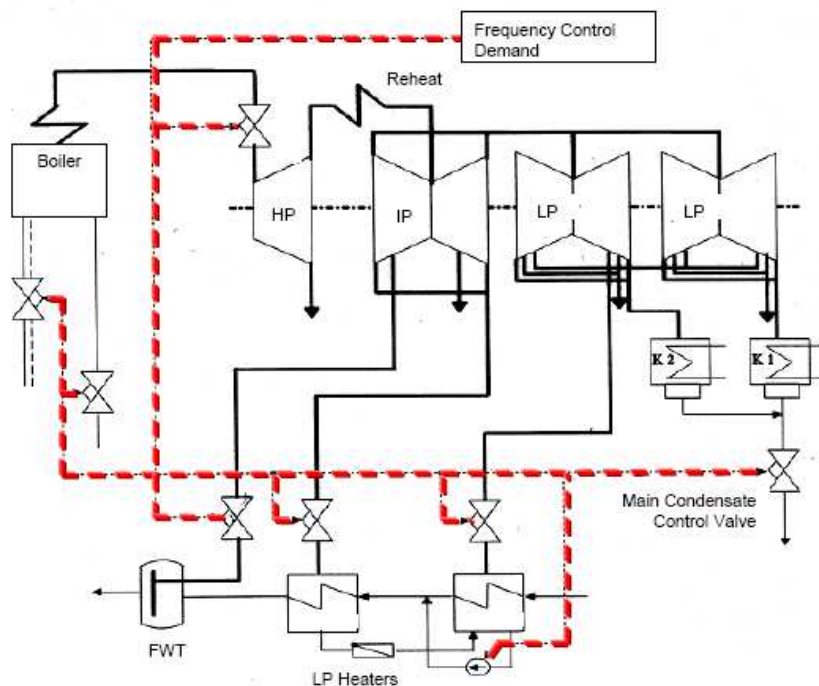 Frequency Control
Demand
Reheat
Boiler
HP
IP
LP
LP
K 2
K 1
Main Condensate
Control Valve
FWT
LP Heaters